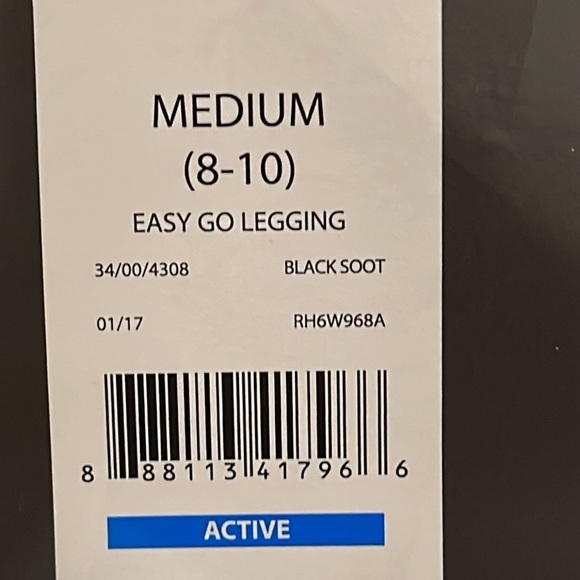 MEDIUM
(8-10)
EASY GO LEGGING
34/00/4308 BLACK SOOT
01/17 RH6W968A
8 88113 41796 6
ACTIVE